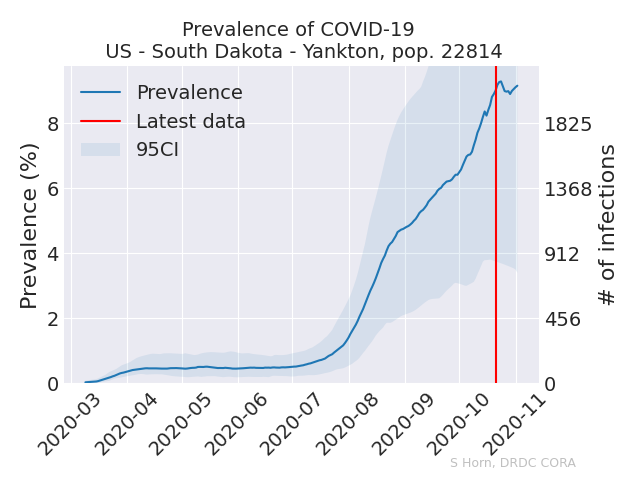 Prevalence of COVID-19
US - South Dakota - Yankton, pop. 22814
Prevalence
Latest data
95CI
Prevalence (%)
8
6
4
2
0
1825
1368
912
456
0
# of infections
2020-03
2020-04
2020-05
2020-06
2020-07
2020-08
2020-09
2020-10
2020-11
S Horn, DRDC CORA